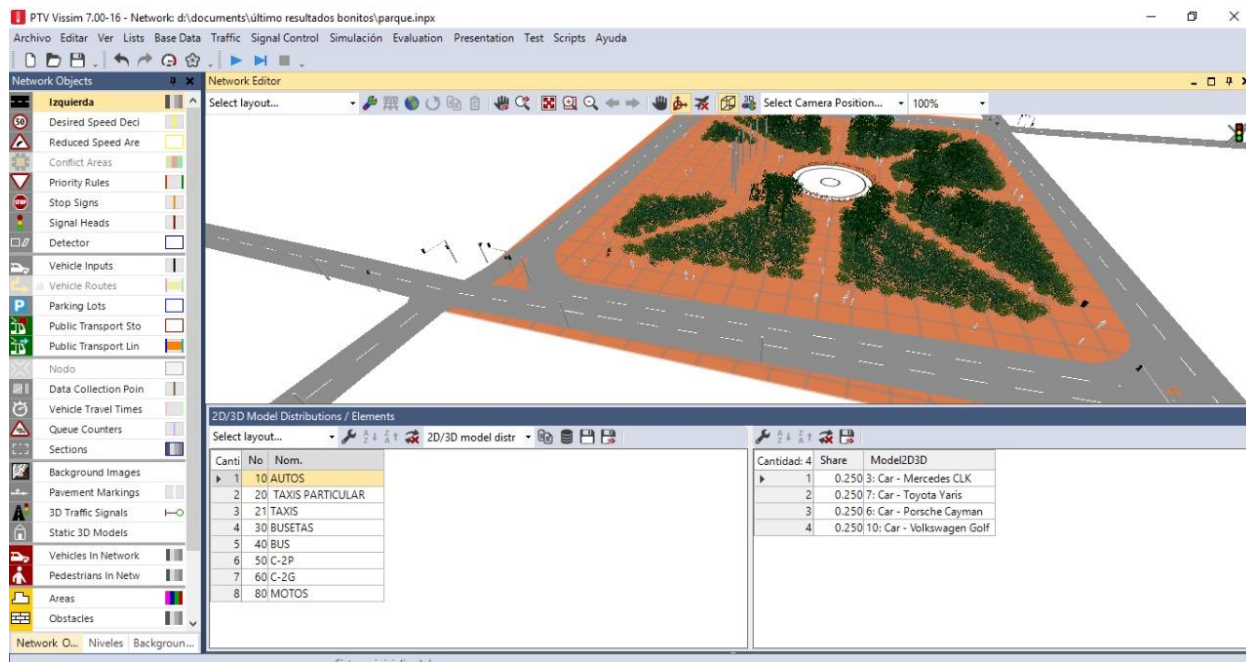 PTV Vissim 7.00-16 - Network: d:\documents\último resultados bonitos\parque.inpx
Archivo Editar Ver Lists Base Data Traffic Signal Control Simulación Evaluation Presentation Test Scripts Ayuda
Network Objects
Izquierda
50 Desired Speed Deci
Reduced Speed Are
Conflict Areas
Priority Rules
STOP Stop Signs
Signal Heads
Detector
Vehicle Inputs
Vehicle Routes
P Parking Lots
Public Transport Sto
Public Transport Lin
Nodo
Data Collection Poin
Vehicle Travel Times
Queue Counters
Sections
Background Images
Pavement Markings
3D Traffic Signals
Static 3D Models
Vehicles In Network
Pedestrians In Netw
Areas
Obstacles
Network O... Niveles Backgroun...
Network Editor
Select layout... 3D Select Camera Position... 100%
2D/3D Model Distributions / Elements
Select layout... 2D/3D model distr
Canti No Nom.
1 10 AUTOS
2 20 TAXIS PARTICULAR
3 21 TAXIS
4 30 BUSETAS
5 40 BUS
6 50 C-2P
7 60 C-2G
8 80 MOTOS
Cantidad: 4 Share Model2D3D
1 0.250 3: Car - Mercedes CLK
2 0.250 7: Car - Toyota Yaris
3 0.250 6: Car - Porsche Cayman
4 0.250 10: Car - Volkswagen Golf